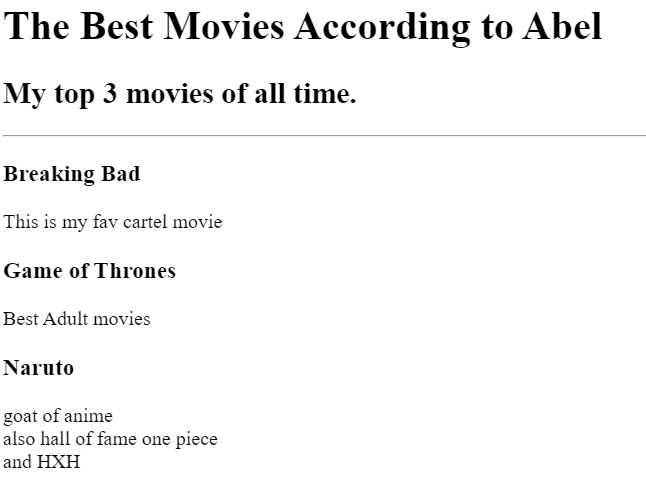 The Best Movies According to Abel
My top 3 movies of all time.
Breaking Bad
This is my fav cartel movie
Game of Thrones
Best Adult movies
Naruto
goat of anime
also hall of fame one piece
and HXH